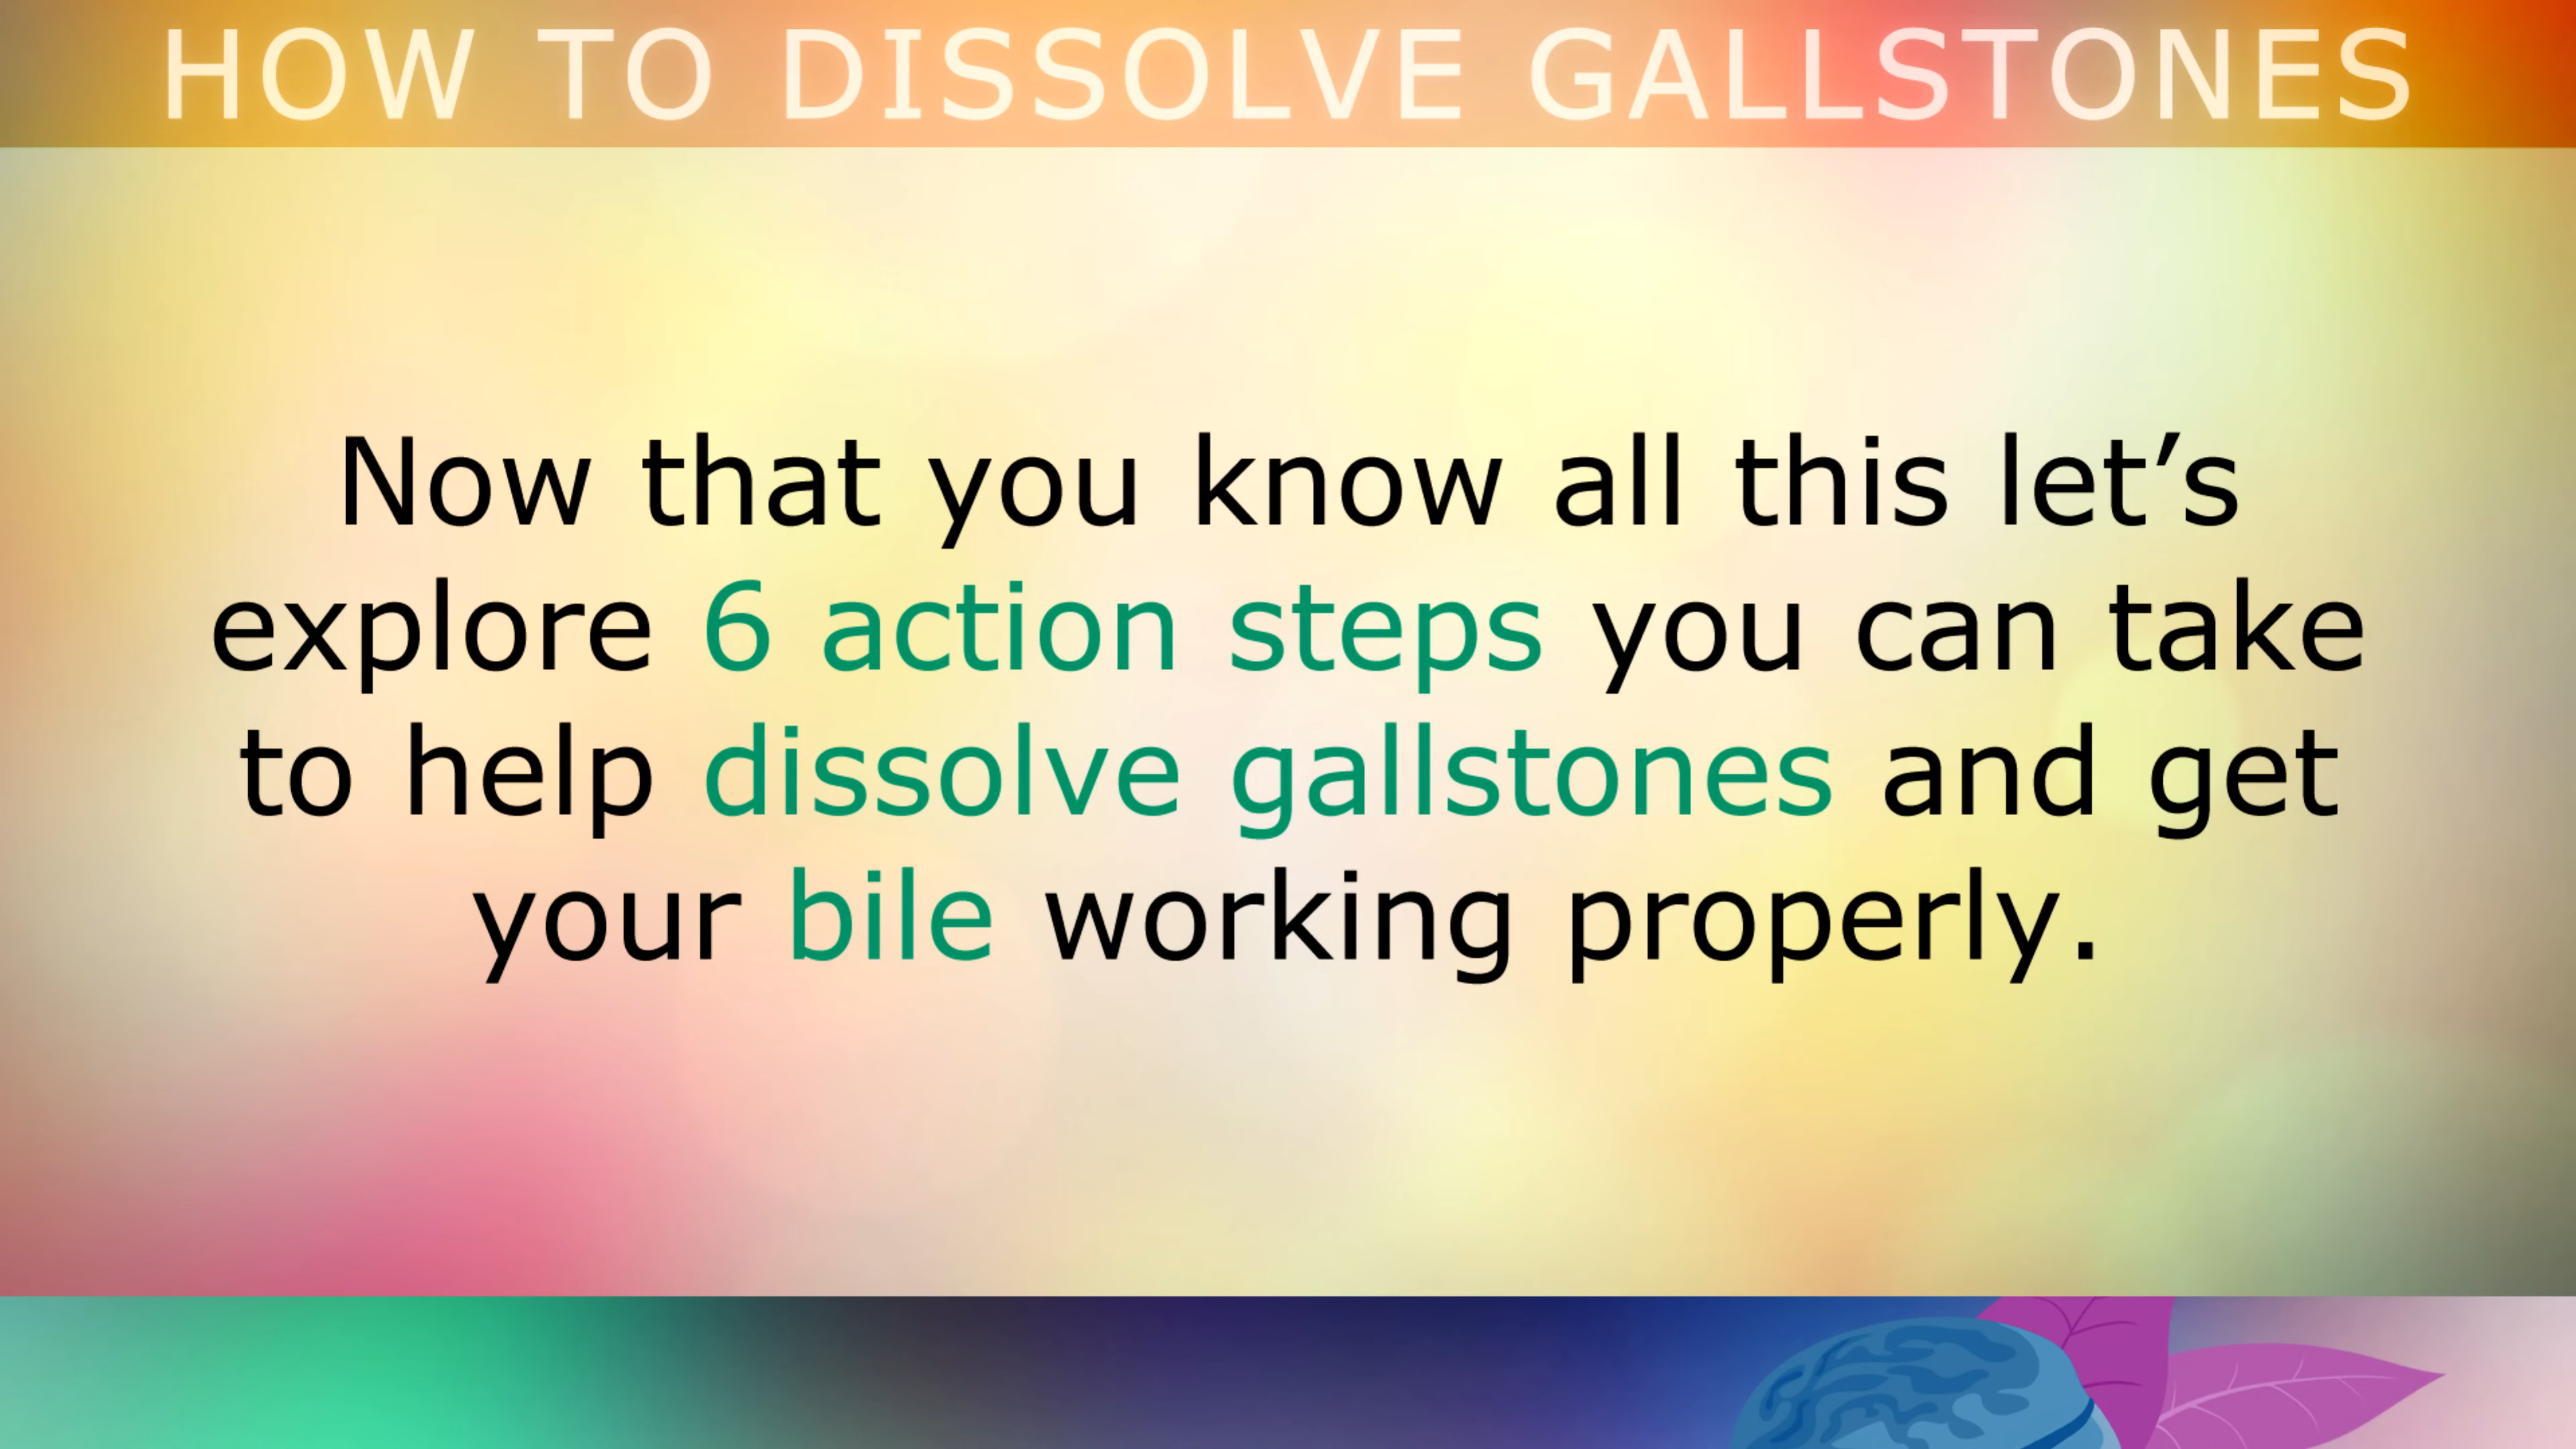 HOW TO DISSOLVE GALLSTONES
Now that you know all this let’s
explore 6 action steps you can take
to help dissolve gallstones and get
your bile working properly.